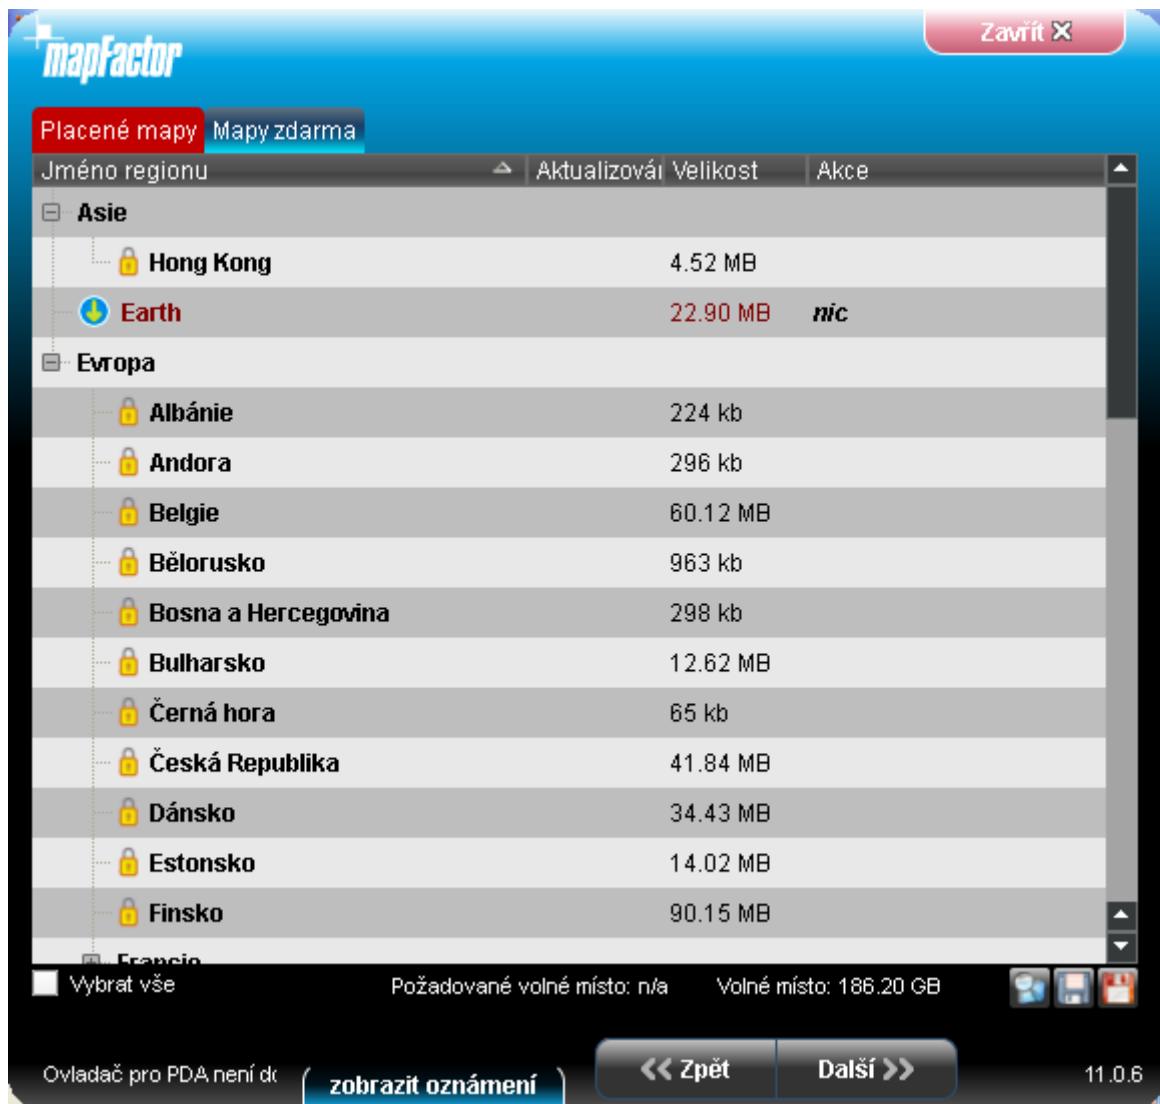 Zavřít
mapFactor
Placené mapy Mapy zdarma
Jméno regionu Aktualizován Velikost Akce
Asie
Hong Kong 4.52 MB
Earth 22.90 MB nic
Evropa
Albánie 224 kb
Andora 296 kb
Belgie 60.12 MB
Bělorusko 963 kb
Bosna a Hercegovina 298 kb
Bulharsko 12.62 MB
Černá hora 65 kb
Česká Republika 41.84 MB
Dánsko 34.43 MB
Estonsko 14.02 MB
Finsko 90.15 MB
Francie
Vybrat vše Požadované volné místo: n/a Volné místo: 186.20 GB
Ovladač pro PDA není do zobrazit oznámení << Zpět Další >> 11.0.6